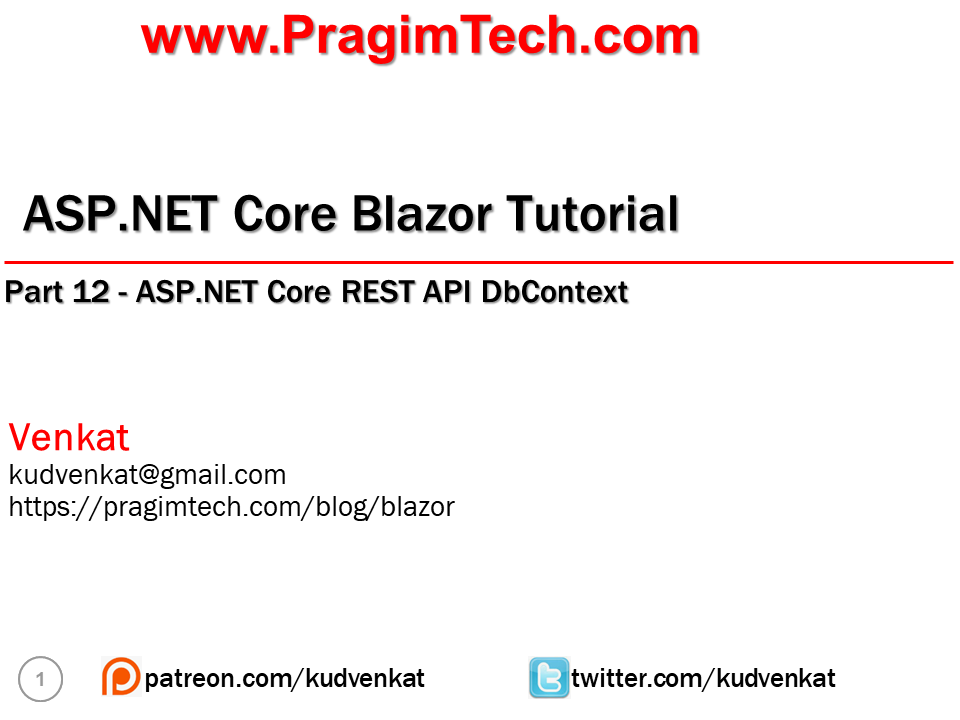 www.PragimTech.com
ASP.NET Core Blazor Tutorial
Part 12 - ASP.NET Core REST API DbContext
Venkat
kudvenkat@gmail.com
https://pragimtech.com/blog/blazor
1
patreon.com/kudvenkat
twitter.com/kudvenkat